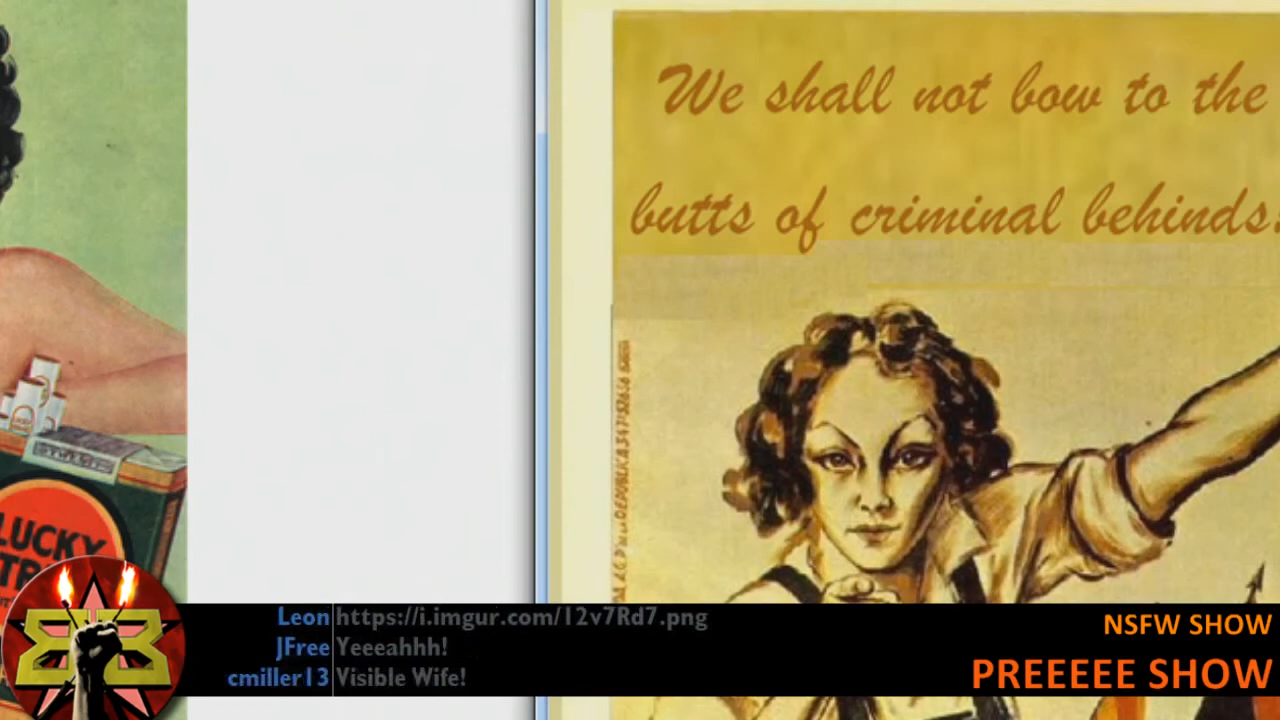 We shall not bow to the
butts of criminal behinds.
LUCKY
Leon https://i.imgur.com/12v7Rd7.png
JFree Yeeeahhh!
cmiller13 Visible Wife!
NSFW SHOW
PREEEEE SHOW